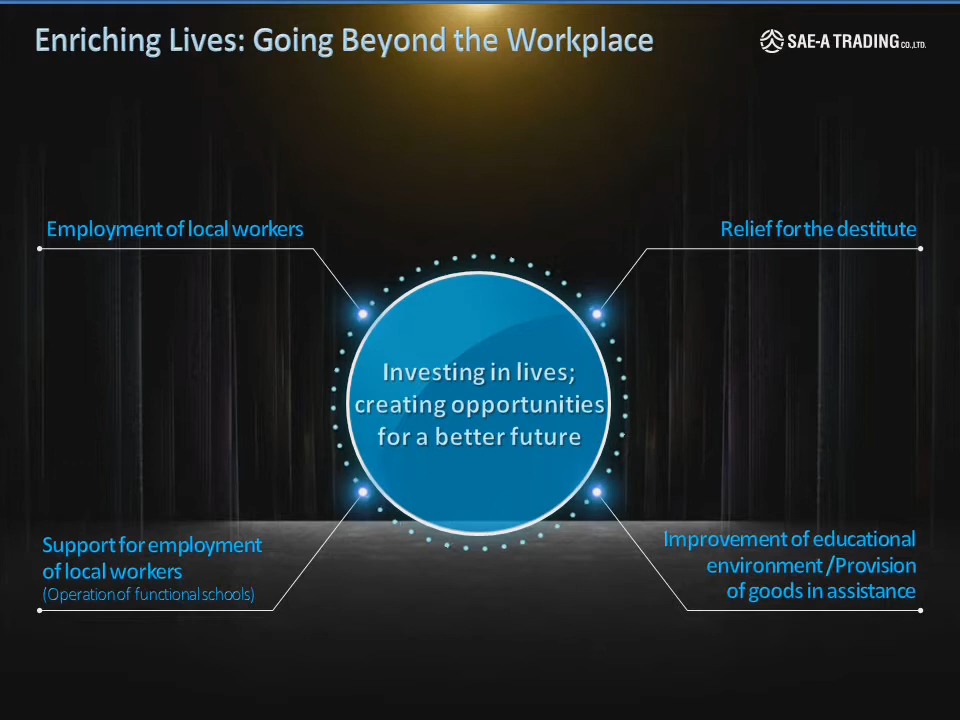 Enriching Lives: Going Beyond the Workplace
SAE-A TRADING CO.,LTD.
Employment of local workers
Relief for the destitute
Investing in lives;
creating opportunities
for a better future
Support for employment
of local workers
(Operation of functional schools)
Improvement of educational
environment /Provision
of goods in assistance